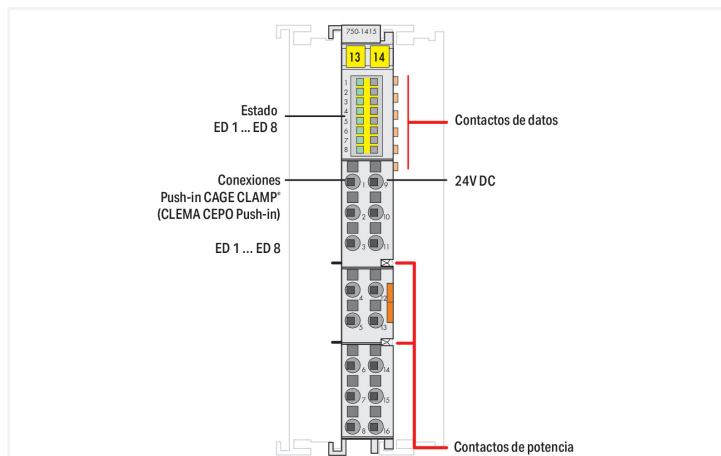 750-1415
13 14
1
2
3
4
5
6
7
8
Estado
ED 1 ... ED 8
Contactos de datos
Conexiones
Push-in CAGE CLAMP®
(CLEMA CEPO Push-in)
ED 1 ... ED 8
24V DC
1 9
2 10
3 11
4 12
5 13
6 14
7 15
8 16
Contactos de potencia